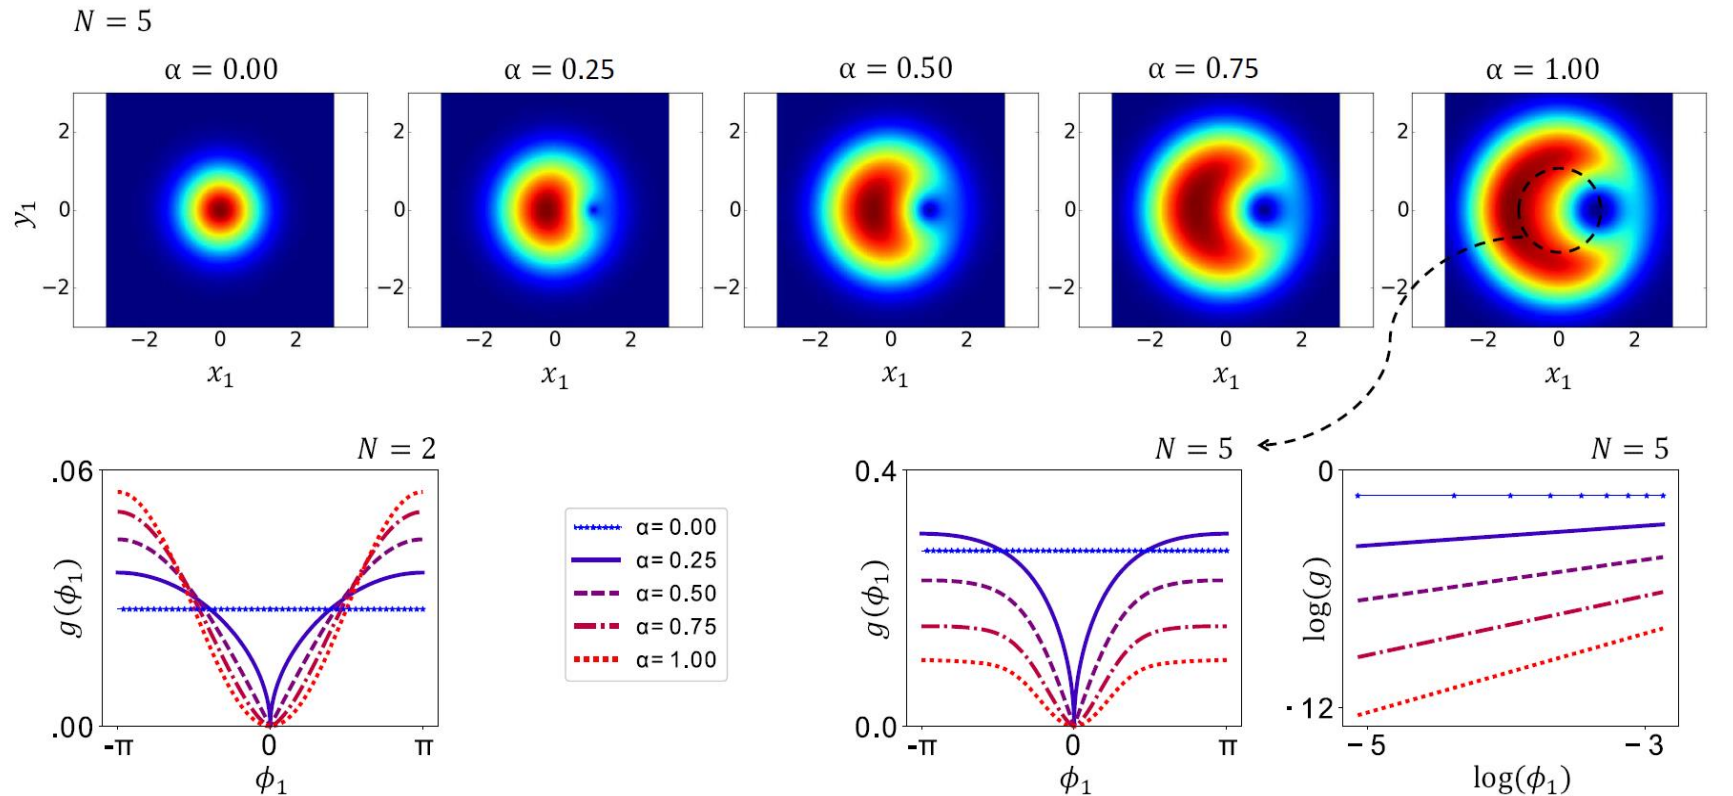 N = 5
α = 0.00
α = 0.25
α = 0.50
α = 0.75
α = 1.00
y₁
2
0
−2
2
0
−2
2
0
−2
2
0
−2
2
0
−2
−2 0 2
−2 0 2
−2 0 2
−2 0 2
−2 0 2
x₁
x₁
x₁
x₁
x₁
N = 2
.06
g(ϕ₁)
.00
-π 0 π
ϕ₁
α= 0.00
α= 0.25
α= 0.50
α= 0.75
α= 1.00
N = 5
0.4
g(ϕ₁)
0.0
-π 0 π
ϕ₁
N = 5
0
log(g)
-12
−5 −3
log(ϕ₁)